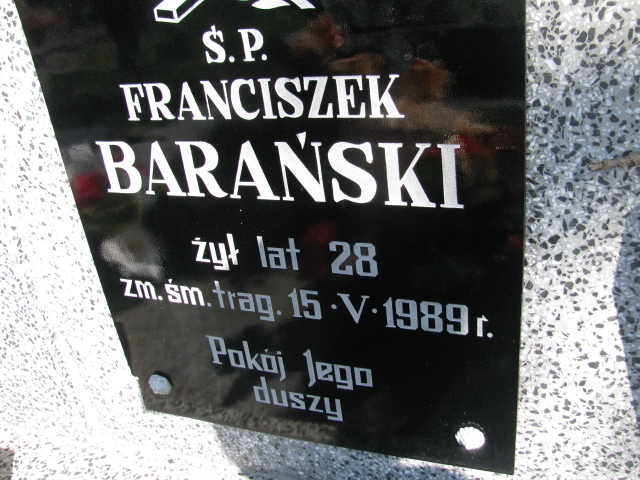 Ś.P.
FRANCISZEK
BARAŃSKI
żył lat 28
zm. śm. trag. 15·V·1989 r.
Pokój Jego
duszy